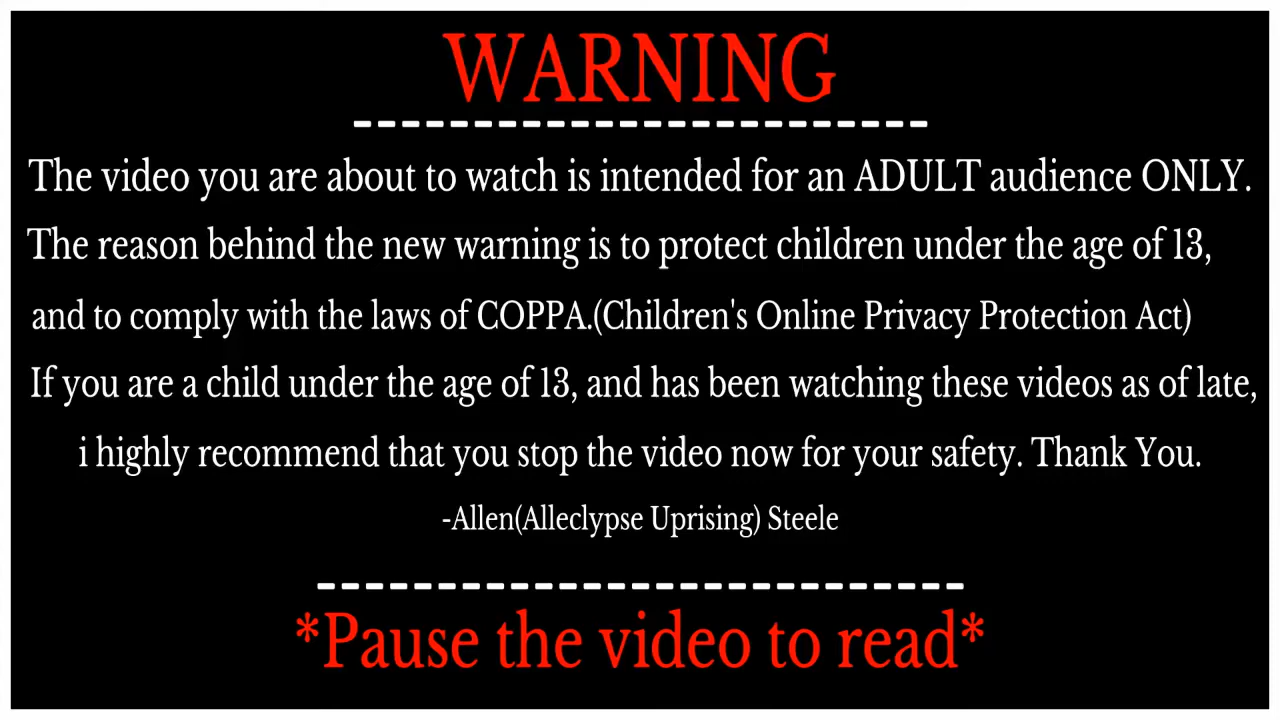 WARNING
--------------------------
The video you are about to watch is intended for an ADULT audience ONLY.
The reason behind the new warning is to protect children under the age of 13,
and to comply with the laws of COPPA.(Children's Online Privacy Protection Act)
If you are a child under the age of 13, and has been watching these videos as of late,
i highly recommend that you stop the video now for your safety. Thank You.
-Allen(Alleclypse Uprising) Steele
---------------------------
*Pause the video to read*